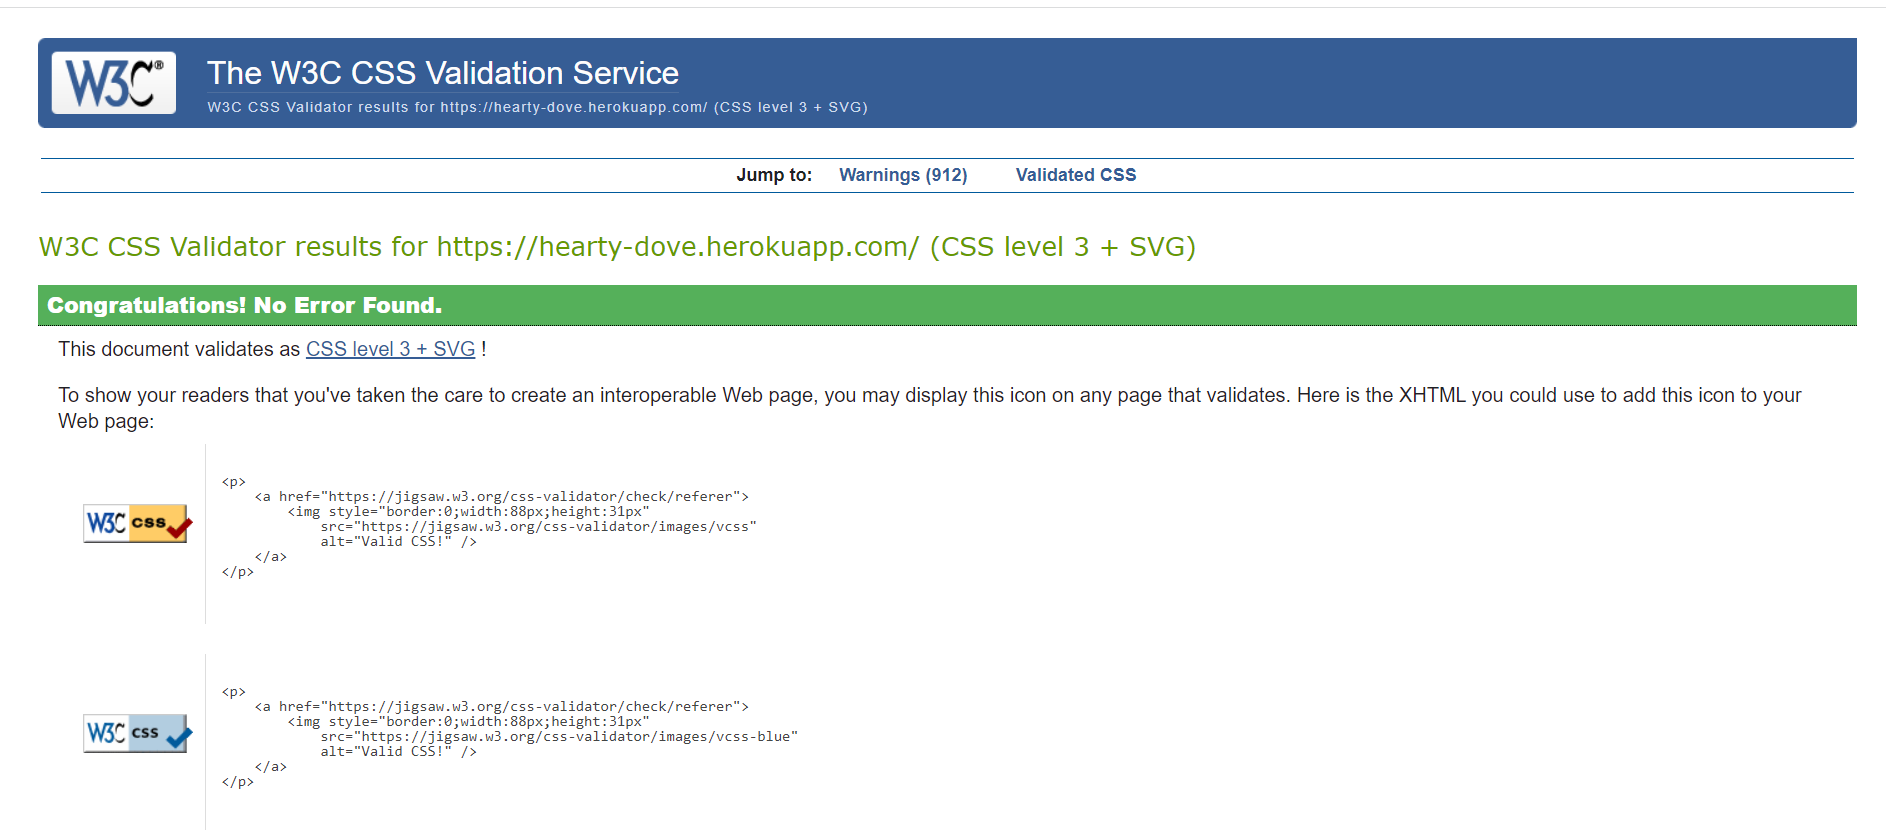 W3C®
The W3C CSS Validation Service
W3C CSS Validator results for https://hearty-dove.herokuapp.com/ (CSS level 3 + SVG)
Jump to: Warnings (912) Validated CSS
W3C CSS Validator results for https://hearty-dove.herokuapp.com/ (CSS level 3 + SVG)
Congratulations! No Error Found.
This document validates as CSS level 3 + SVG !
To show your readers that you've taken the care to create an interoperable Web page, you may display this icon on any page that validates. Here is the XHTML you could use to add this icon to your
Web page:
W3C css
<p>
<a href="https://jigsaw.w3.org/css-validator/check/referer">
<img style="border:0;width:88px;height:31px"
src="https://jigsaw.w3.org/css-validator/images/vcss"
alt="Valid CSS!" />
</a>
</p>
W3C css
<p>
<a href="https://jigsaw.w3.org/css-validator/check/referer">
<img style="border:0;width:88px;height:31px"
src="https://jigsaw.w3.org/css-validator/images/vcss-blue"
alt="Valid CSS!" />
</a>
</p>